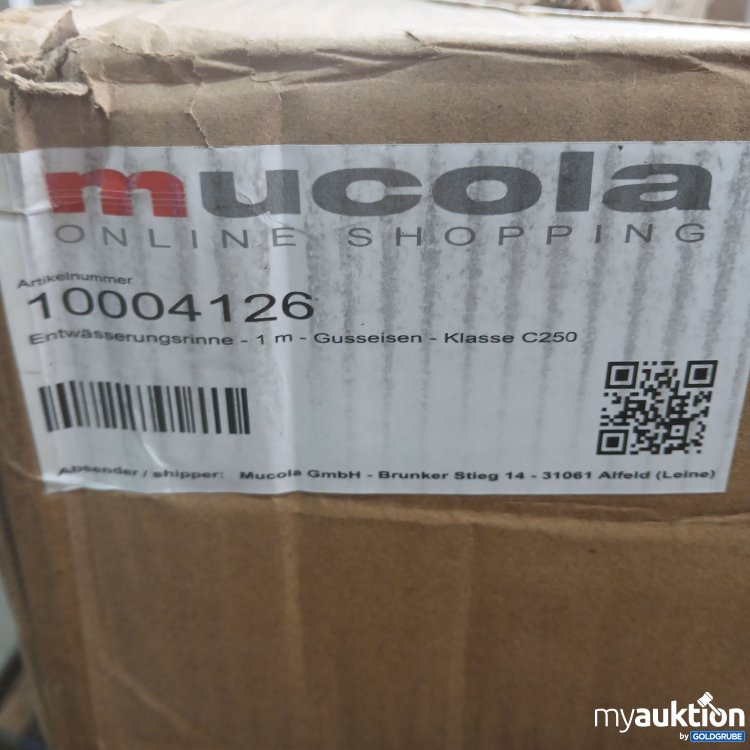 mucola
ONLINE SHOPPING
Artikelnummer
10004126
Entwässerungsrinne - 1 m - Gusseisen - Klasse C250
Absender / shipper: Mucola GmbH - Brunker Stieg 14 - 31061 Alfeld (Leine)
myauktion
by GOLDGRUBE